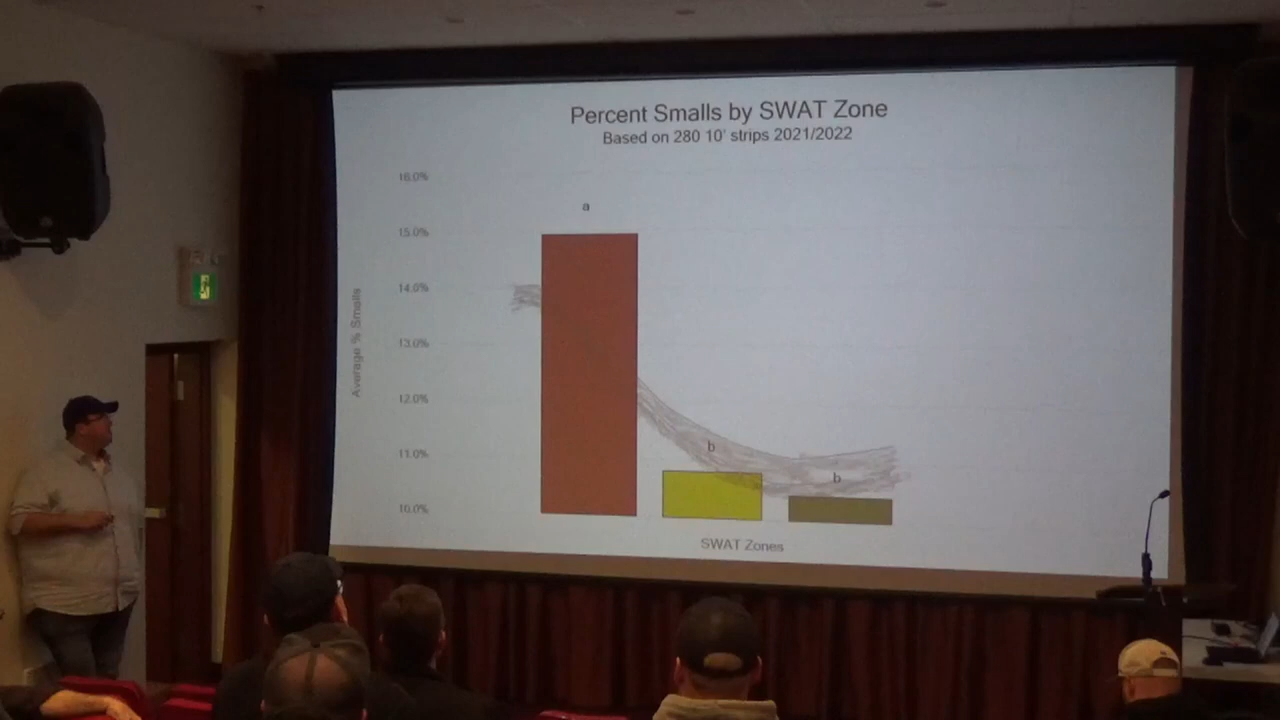 Percent Smalls by SWAT Zone
Based on 280 10' strips 2021/2022
16.0%
a
15.0%
14.0%
13.0%
12.0%
11.0%
10.0%
Average % Smalls
b
b
SWAT Zones